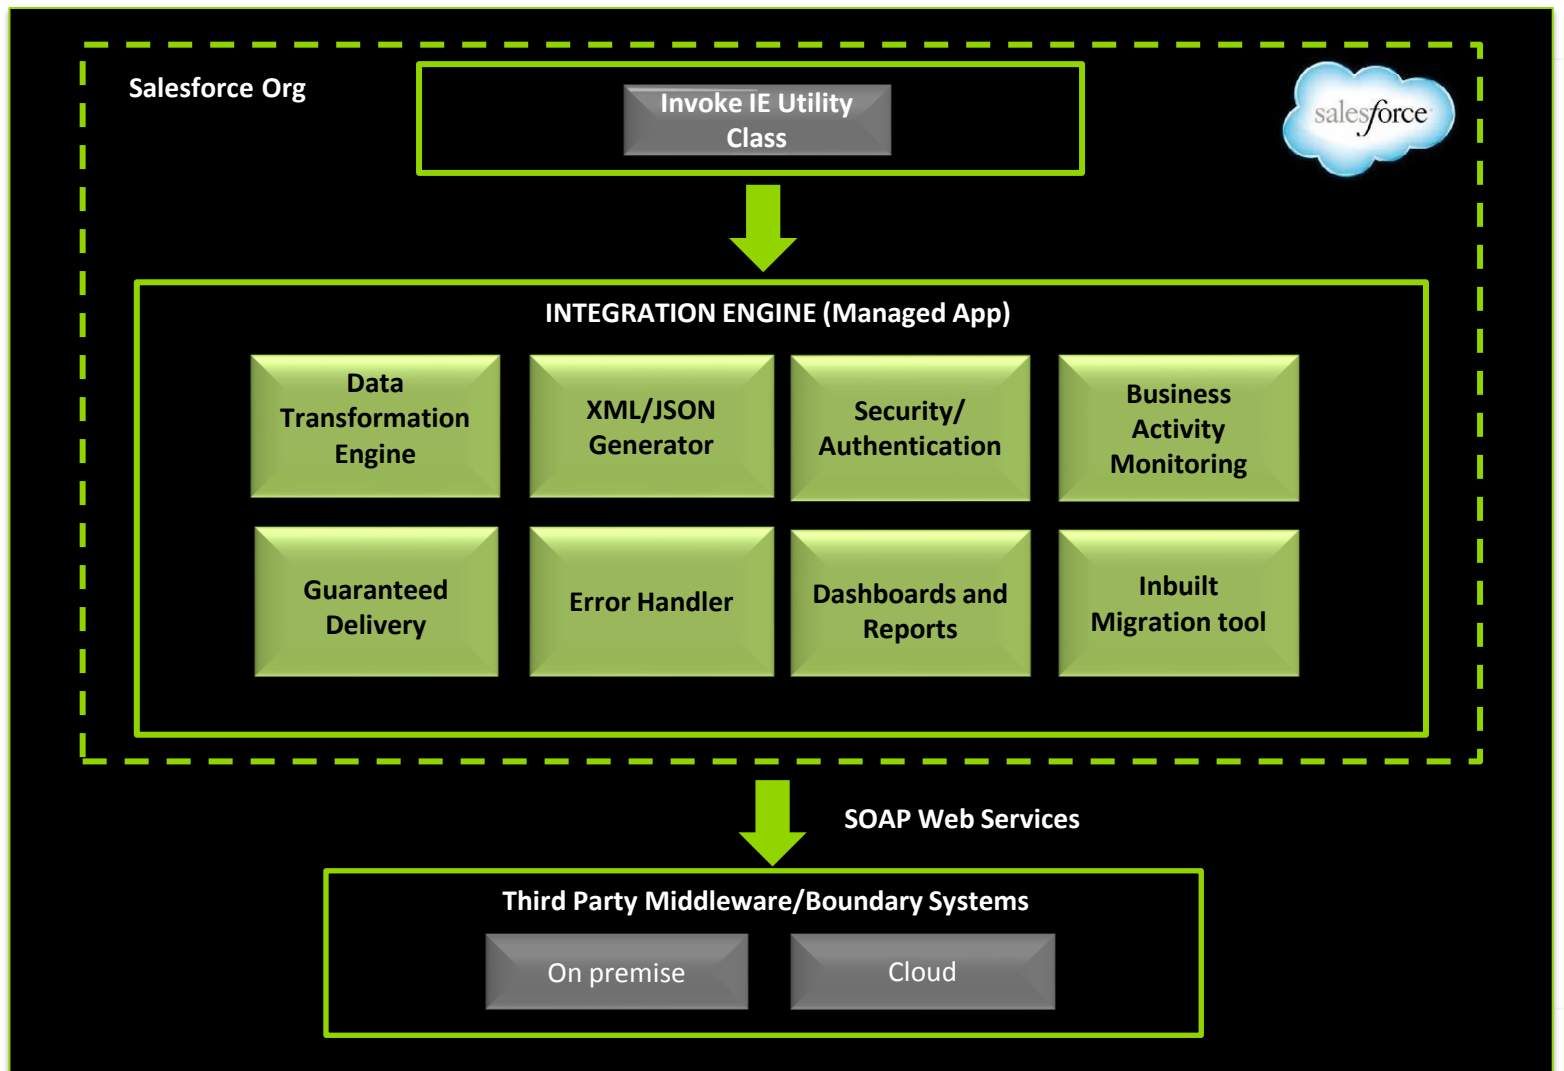 Salesforce Org
Invoke IE Utility
Class
salesforce
INTEGRATION ENGINE (Managed App)
Data
Transformation
Engine
XML/JSON
Generator
Security/
Authentication
Business
Activity
Monitoring
Guaranteed
Delivery
Error Handler
Dashboards and
Reports
Inbuilt
Migration tool
SOAP Web Services
Third Party Middleware/Boundary Systems
On premise
Cloud